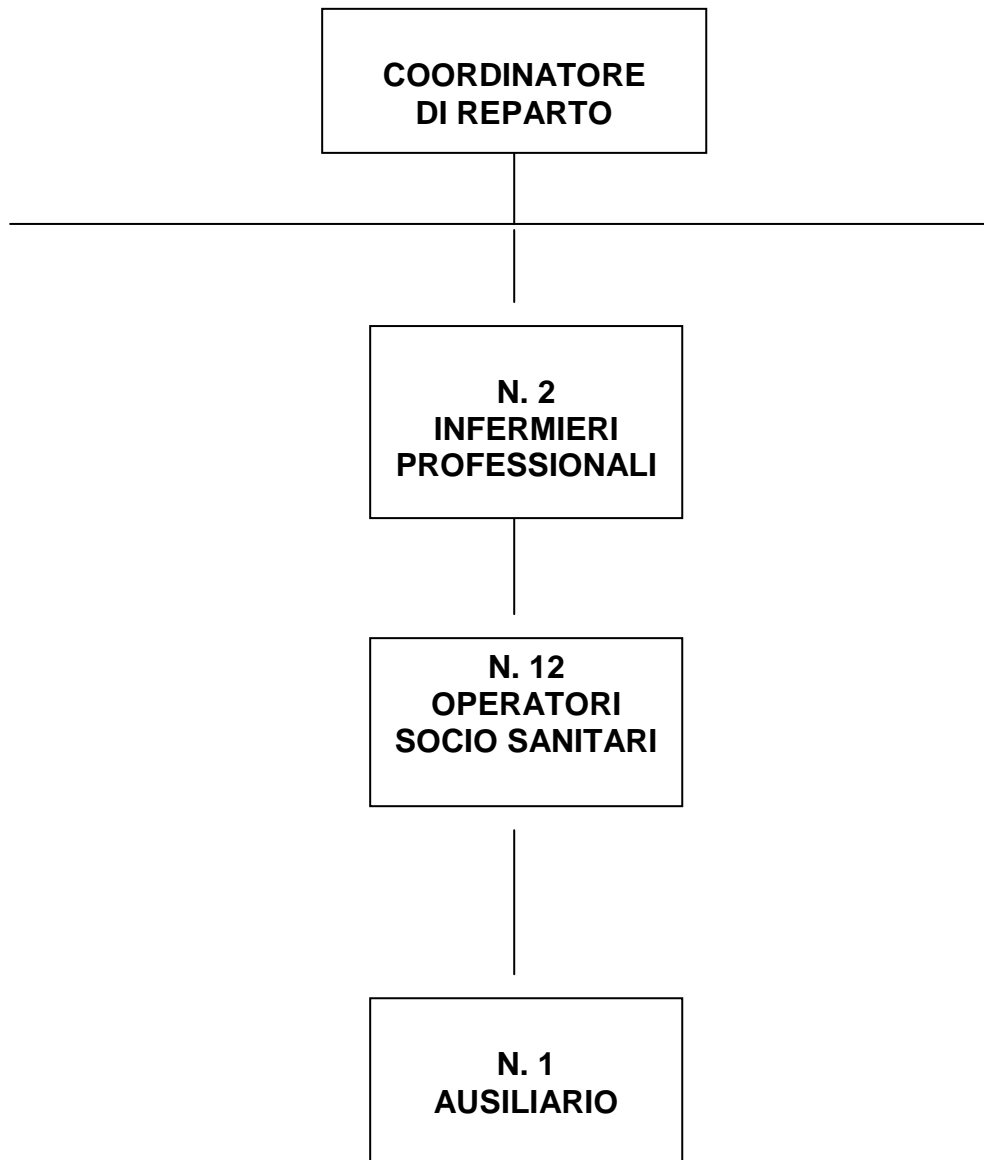 COORDINATORE
DI REPARTO
N. 2
INFERMIERI
PROFESSIONALI
N. 12
OPERATORI
SOCIO SANITARI
N. 1
AUSILIARIO